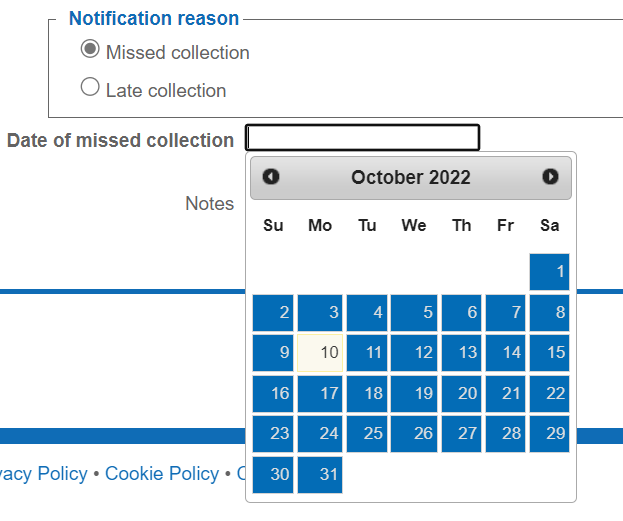 Notification reason
Missed collection
Late collection
Date of missed collection
October 2022
Notes
Su Mo Tu We Th Fr Sa
1
2 3 4 5 6 7 8
9 10 11 12 13 14 15
16 17 18 19 20 21 22
23 24 25 26 27 28 29
Policy • Cookie Policy •
30 31